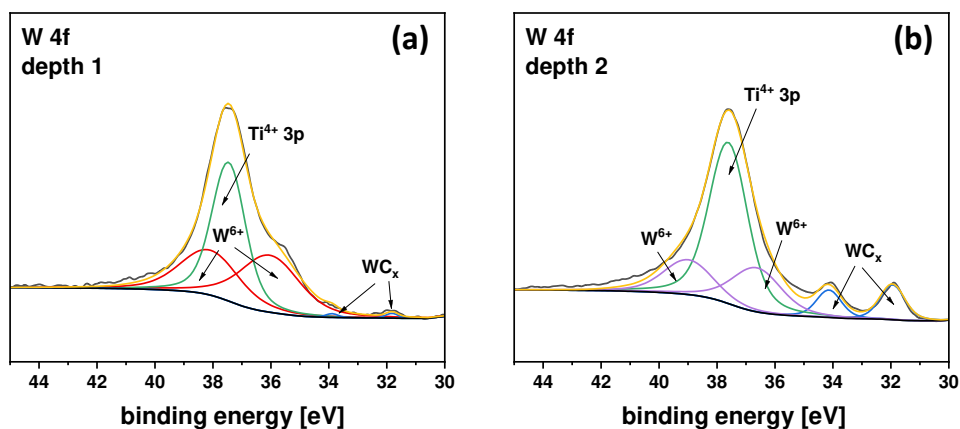 W 4f
depth 1
(a)
Ti⁴⁺ 3p
W⁶⁺
WCₓ
44 42 40 38 36 34 32 30
binding energy [eV]
W 4f
depth 2
(b)
Ti⁴⁺ 3p
W⁶⁺
W⁶⁺
WCₓ
44 42 40 38 36 34 32 30
binding energy [eV]